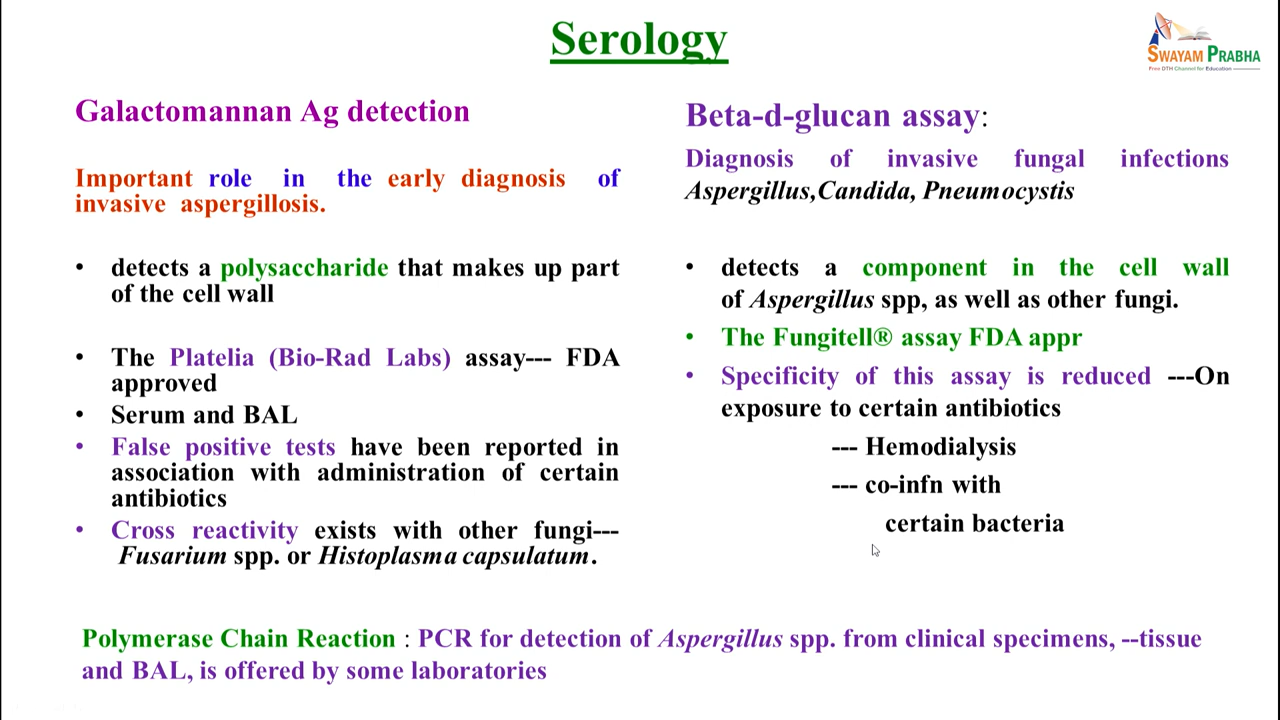 Serology
SWAYAM PRABHA
Free DTH Channel for Education
Galactomannan Ag detection
Important role in the early diagnosis of
invasive aspergillosis.
• detects a polysaccharide that makes up part
of the cell wall
• The Platelia (Bio-Rad Labs) assay--- FDA
approved
• Serum and BAL
• False positive tests have been reported in
association with administration of certain
antibiotics
• Cross reactivity exists with other fungi---
Fusarium spp. or Histoplasma capsulatum.
Beta-d-glucan assay:
Diagnosis of invasive fungal infections
Aspergillus,Candida, Pneumocystis
• detects a component in the cell wall
of Aspergillus spp, as well as other fungi.
• The Fungitell® assay FDA appr
• Specificity of this assay is reduced ---On
exposure to certain antibiotics
--- Hemodialysis
--- co-infn with
certain bacteria
Polymerase Chain Reaction : PCR for detection of Aspergillus spp. from clinical specimens, --tissue
and BAL, is offered by some laboratories